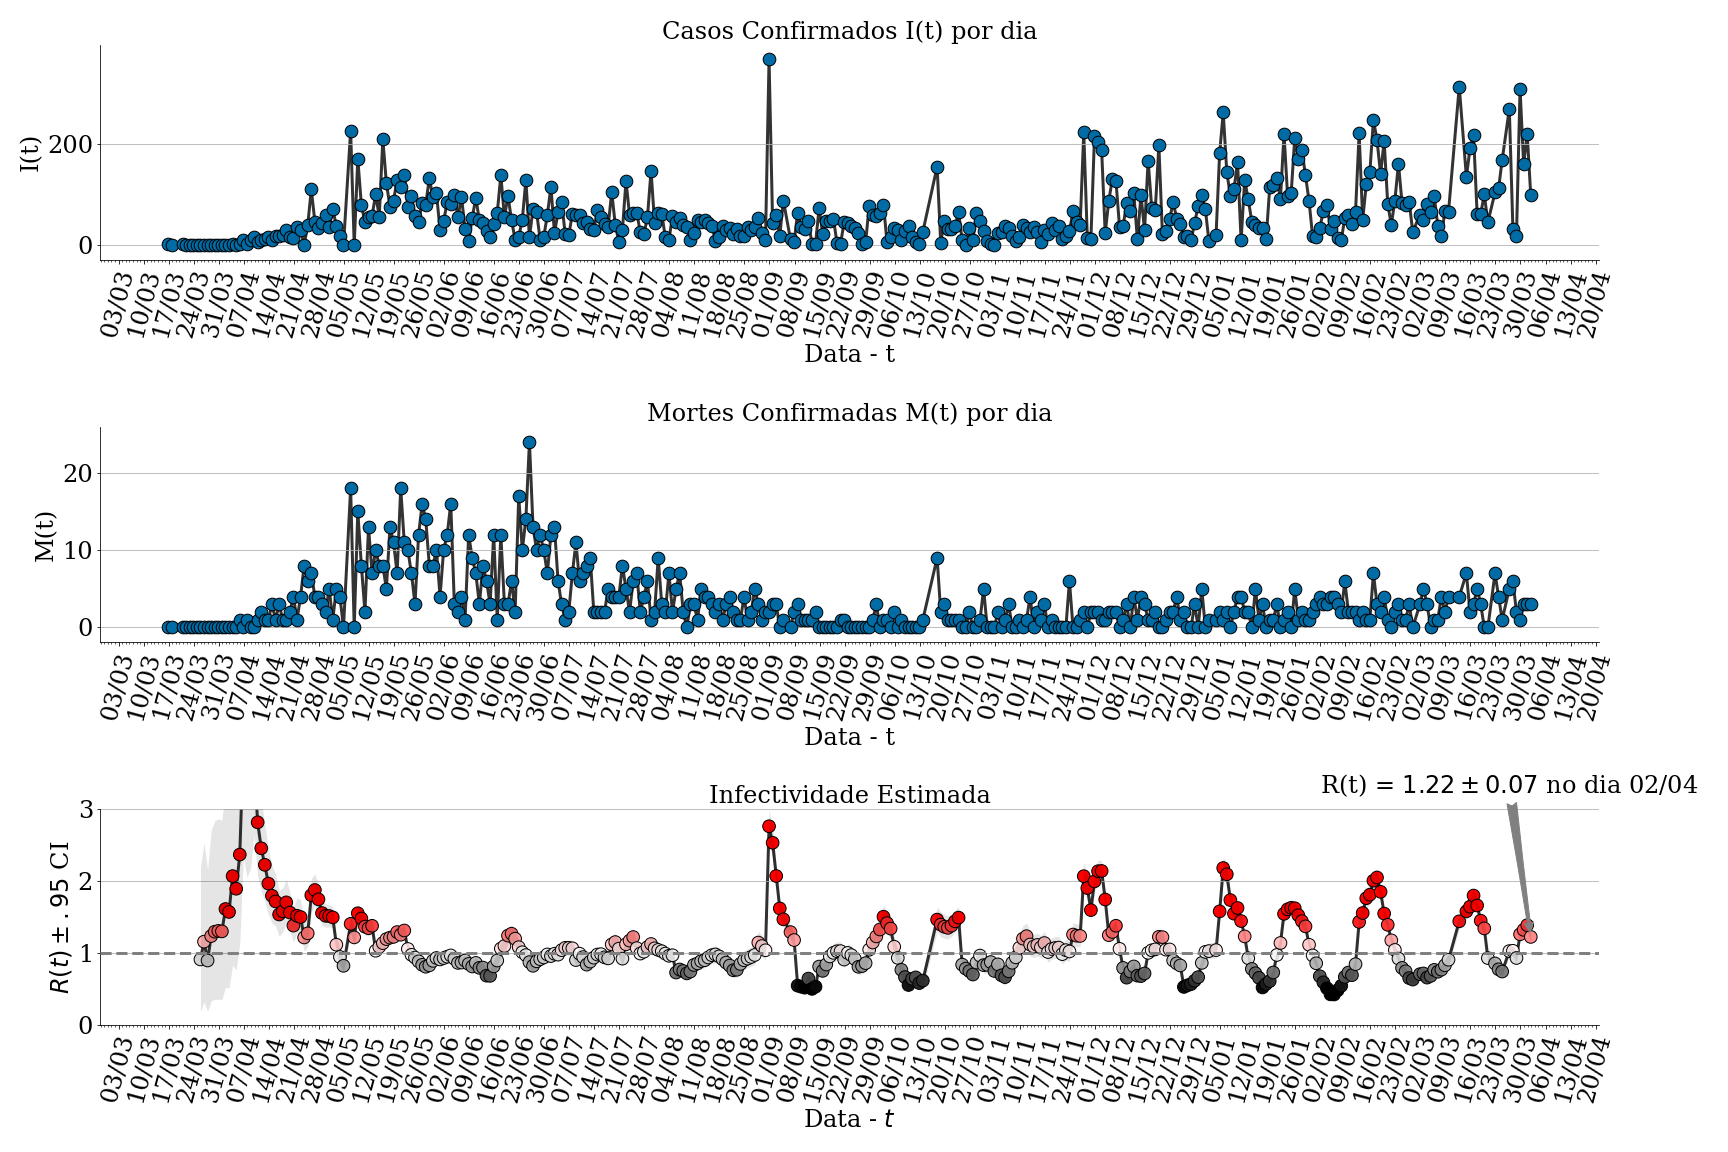 Casos Confirmados I(t) por dia
I(t)
200
0
03/03 10/03 17/03 24/03 31/03 07/04 14/04 21/04 28/04 05/05 12/05 19/05 26/05 02/06 09/06 16/06 23/06 30/06 07/07 14/07 21/07 28/07 04/08 11/08 18/08 25/08 01/09 08/09 15/09 22/09 29/09 06/10 13/10 20/10 27/10 03/11 10/11 17/11 24/11 01/12 08/12 15/12 22/12 29/12 05/01 12/01 19/01 26/01 02/02 09/02 16/02 23/02 02/03 09/03 16/03 23/03 30/03 06/04 13/04 20/04
Data - t
Mortes Confirmadas M(t) por dia
M(t)
20
10
0
03/03 10/03 17/03 24/03 31/03 07/04 14/04 21/04 28/04 05/05 12/05 19/05 26/05 02/06 09/06 16/06 23/06 30/06 07/07 14/07 21/07 28/07 04/08 11/08 18/08 25/08 01/09 08/09 15/09 22/09 29/09 06/10 13/10 20/10 27/10 03/11 10/11 17/11 24/11 01/12 08/12 15/12 22/12 29/12 05/01 12/01 19/01 26/01 02/02 09/02 16/02 23/02 02/03 09/03 16/03 23/03 30/03 06/04 13/04 20/04
Data - t
R(t) = 1.22 ± 0.07 no dia 02/04
Infectividade Estimada
R(t) ± .95 CI
3
2
1
0
03/03 10/03 17/03 24/03 31/03 07/04 14/04 21/04 28/04 05/05 12/05 19/05 26/05 02/06 09/06 16/06 23/06 30/06 07/07 14/07 21/07 28/07 04/08 11/08 18/08 25/08 01/09 08/09 15/09 22/09 29/09 06/10 13/10 20/10 27/10 03/11 10/11 17/11 24/11 01/12 08/12 15/12 22/12 29/12 05/01 12/01 19/01 26/01 02/02 09/02 16/02 23/02 02/03 09/03 16/03 23/03 30/03 06/04 13/04 20/04
Data - t